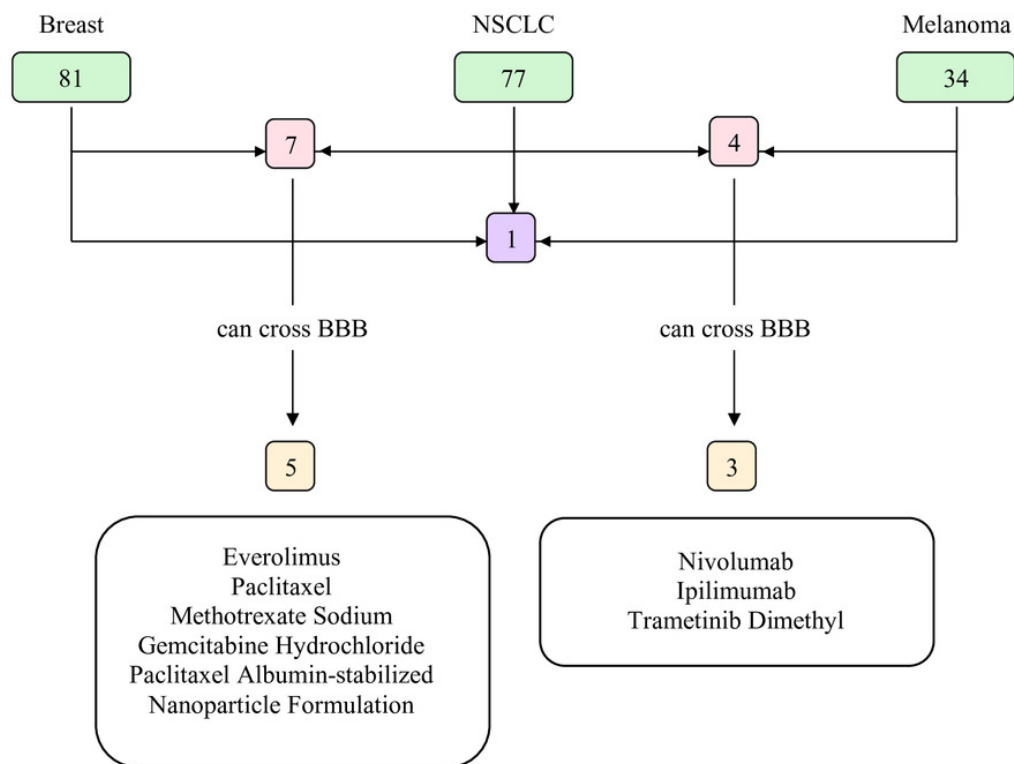 Breast
NSCLC
Melanoma
81
77
34
7
4
1
can cross BBB
can cross BBB
5
3
Everolimus
Paclitaxel
Methotrexate Sodium
Gemcitabine Hydrochloride
Paclitaxel Albumin-stabilized
Nanoparticle Formulation
Nivolumab
Ipilimumab
Trametinib Dimethyl